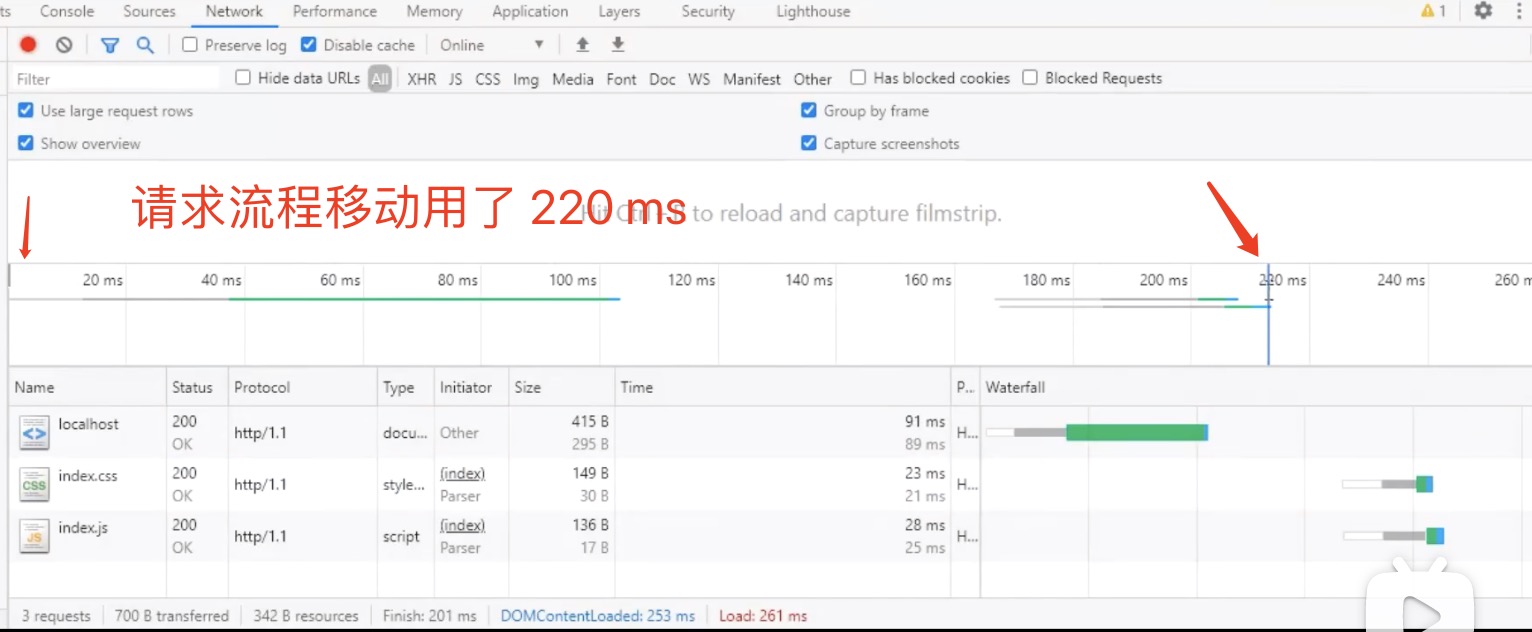 ts Console Sources Network Performance Memory Application Layers Security Lighthouse 1
Preserve log Disable cache Online
Filter Hide data URLs All XHR JS CSS Img Media Font Doc WS Manifest Other Has blocked cookies Blocked Requests
Use large request rows Group by frame
Show overview Capture screenshots
请求流程移动用了 220 ms
Hit Ctrl to reload and capture filmstrip.
20 ms 40 ms 60 ms 80 ms 100 ms 120 ms 140 ms 160 ms 180 ms 200 ms 220 ms 240 ms 260 m
Name Status Protocol Type Initiator Size Time P... Waterfall
localhost 200 http/1.1 docu... Other 415 B 91 ms H...
OK 295 B 89 ms
index.css 200 http/1.1 style... (index) 149 B 23 ms H...
CSS OK Parser 30 B 21 ms
index.js 200 http/1.1 script (index) 136 B 28 ms H...
JS OK Parser 17 B 25 ms
3 requests 700 B transferred 342 B resources Finish: 201 ms DOMContentLoaded: 253 ms Load: 261 ms